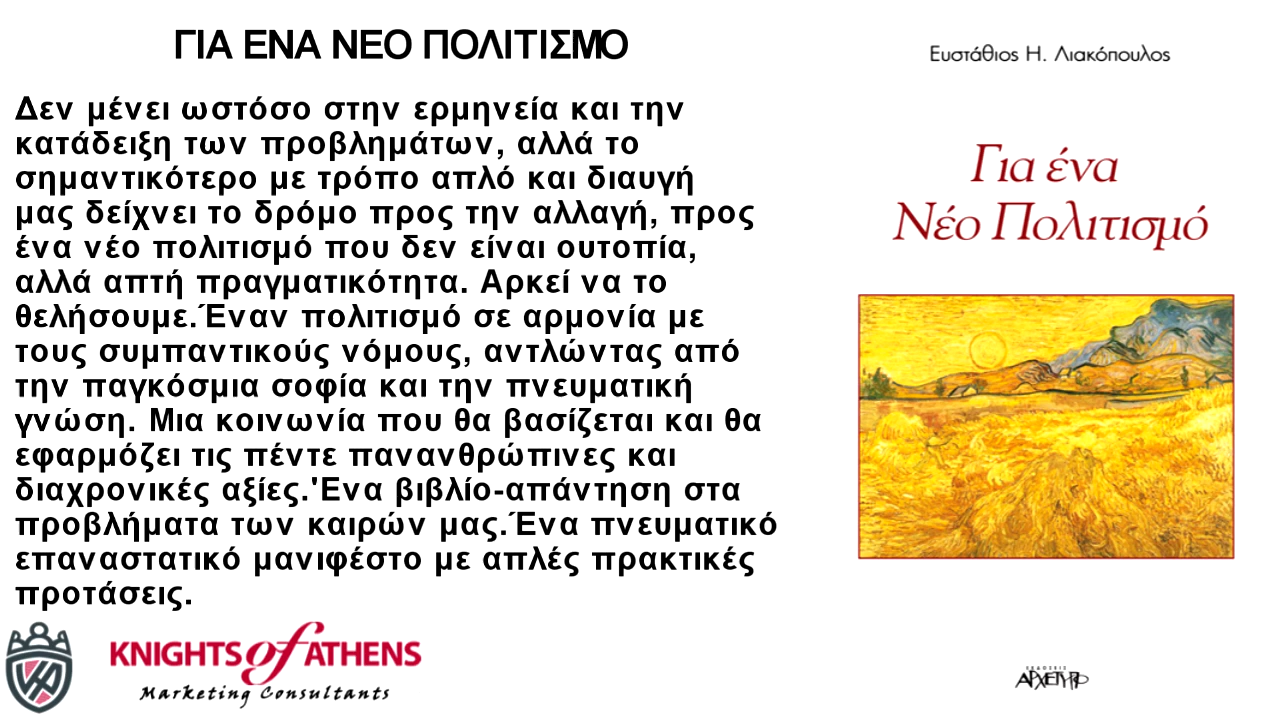 ΓΙΑ ΕΝΑ ΝΕΟ ΠΟΛΙΤΙΣΜΟ
Δεν μένει ωστόσο στην ερμηνεία και την
κατάδειξη των προβλημάτων, αλλά το
σημαντικότερο με τρόπο απλό και διαυγή
μας δείχνει το δρόμο προς την αλλαγή, προς
ένα νέο πολιτισμό που δεν είναι ουτοπία,
αλλά απτή πραγματικότητα. Αρκεί να το
θελήσουμε.Έναν πολιτισμό σε αρμονία με
τους συμπαντικούς νόμους, αντλώντας από
την παγκόσμια σοφία και την πνευματική
γνώση. Μια κοινωνία που θα βασίζεται και θα
εφαρμόζει τις πέντε πανανθρώπινες και
διαχρονικές αξίες.'Ενα βιβλίο-απάντηση στα
προβλήματα των καιρών μας.Ένα πνευματικό
επαναστατικό μανιφέστο με απλές πρακτικές
προτάσεις.
KNIGHTS of ATHENS
Marketing Consultants
Ευστάθιος Η. Λιακόπουλος
Για ένα
Νέο Πολιτισμό
ΕΚΔΟΣΕΙΣ
ΑΡΧΕΤΥΠΟ